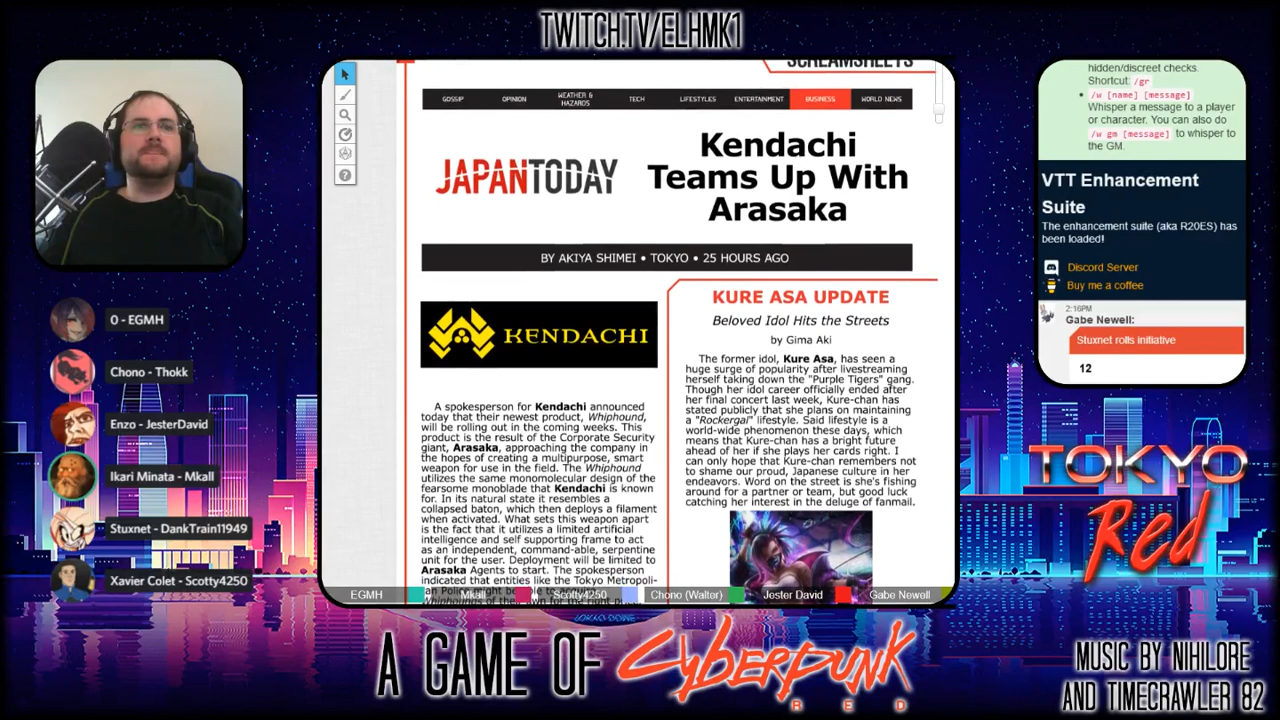 TWITCH.TV/ELHMK1
SCREAMSHEETS
GOSSIP
OPINION
WEATHER &
HAZARDS
TECH
LIFESTYLES
ENTERTAINMENT
BUSINESS
WORLD NEWS
JAPANTODAY
Kendachi
Teams Up With
Arasaka
BY AKIYA SHIMEI • TOKYO • 25 HOURS AGO
KENDACHI
A spokesperson for Kendachi announced
today that their newest product, Whiphound,
will be rolling out in the coming weeks. This
product is the result of the Corporate Security
giant, Arasaka, approaching the company in
the hopes of creating a multipurpose, smart
weapon for use in the field. The Whiphound
utilizes the same monomolecular design of the
fearsome monoblade that Kendachi is known
for. In its natural state it resembles a
collapsed baton, which then deploys a filament
when activated. What sets this weapon apart
is the fact that it utilizes a limited artificial
intelligence and self supporting frame to act
as an independent, command-able, serpentine
unit for the user. Deployment will be limited to
Arasaka Agents to start. The spokesperson
indicated that entities like the Tokyo Metropoli-
tan Police might be able to
Whiphounds of their own for the right
KURE ASA UPDATE
Beloved Idol Hits the Streets
by Gima Aki
The former idol, Kure Asa, has seen a
huge surge of popularity after livestreaming
herself taking down the "Purple Tigers" gang.
Though her idol career officially ended after
her final concert last week, Kure-chan has
stated publicly that she plans on maintaining
a "Rockergal" lifestyle. Said lifestyle is a
world-wide phenomenon these days, which
means that Kure-chan has a bright future
ahead of her if she plays her cards right. I
can only hope that Kure-chan remembers not
to shame our proud, Japanese culture in her
endeavors. Word on the street is she's fishing
around for a partner or team, but good luck
catching her interest in the deluge of fanmail.
EGMH
Mkall
Scotty4250
Chono (Walter)
Jester David
Gabe Newell
hidden/discreet checks.
Shortcut: /gr
• /w [name] [message]
Whisper a message to a player
or character. You can also do
/w gm [message] to whisper to
the GM.
VTT Enhancement
Suite
The enhancement suite (aka R20ES) has
been loaded!
Discord Server
Buy me a coffee
2:16PM
Gabe Newell:
Stuxnet rolls initiative
12
0 - EGMH
Chono - Thokk
Enzo - JesterDavid
Ikari Minata - Mkall
Stuxnet - DankTrain11949
Xavier Colet - Scotty4250
TOKYO
Red
A GAME OF Cyberpunk
RED
MUSIC BY NIHILORE
AND TIMECRAWLER 82